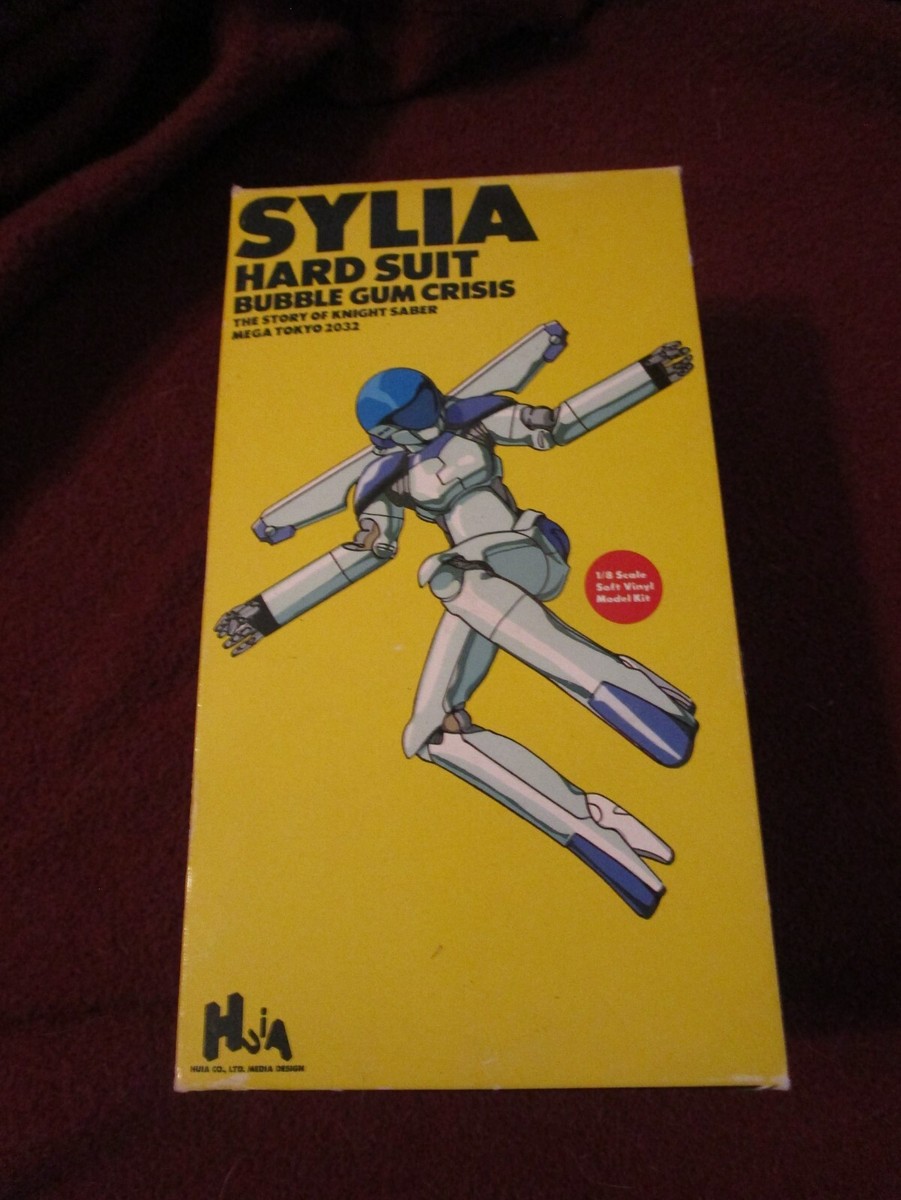 SYLIA
HARD SUIT
BUBBLE GUM CRISIS
THE STORY OF KNIGHT SABER
MEGA TOKYO 2032
1/8 Scale
Soft Vinyl
Model Kit
HuiA
HUIA CO., LTD. MEDIA DESIGN